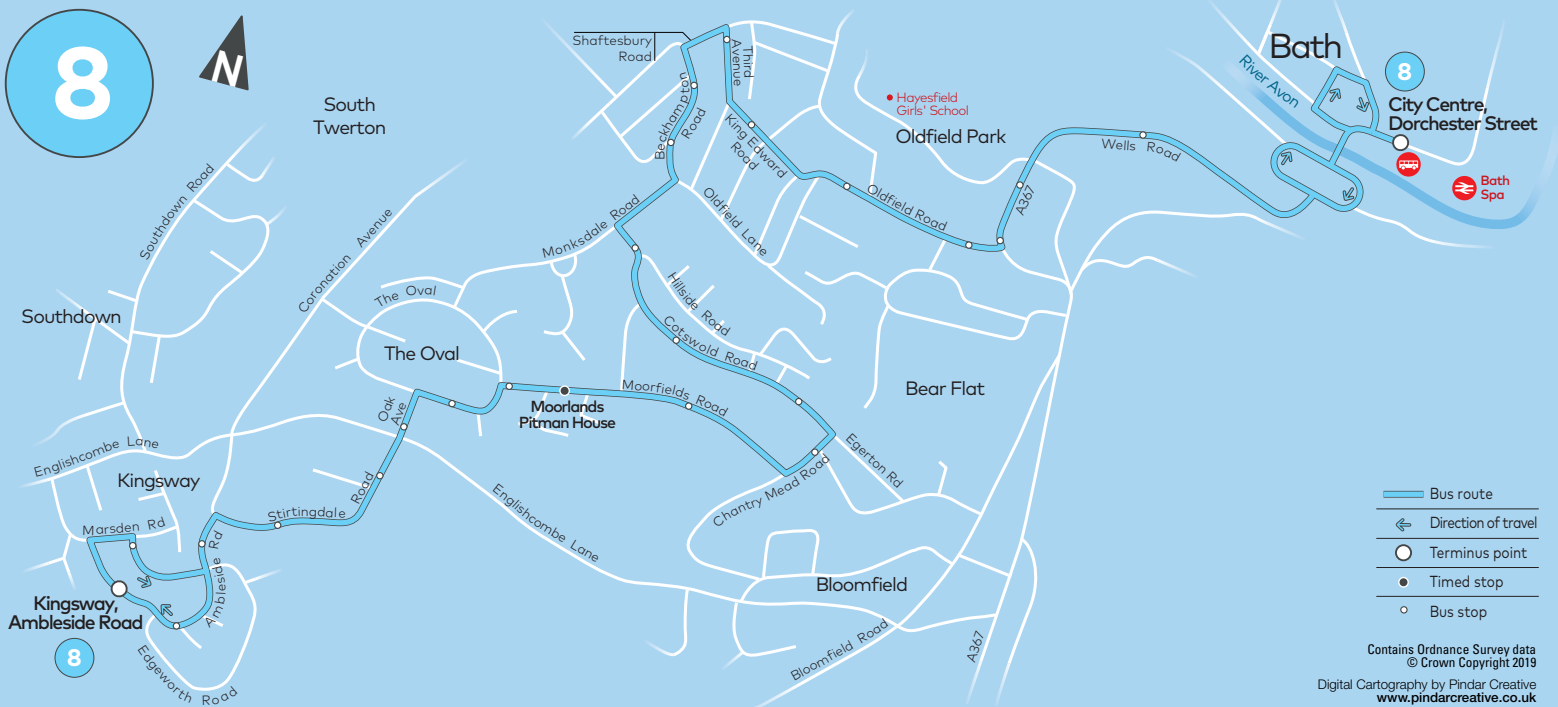 8
N
South
Twerton
Shaftesbury
Road
Third
Avenue
Beckhampton
Road
King Edward
Road
Hayesfield
Girls' School
Oldfield Park
Bath
River Avon
8
City Centre,
Dorchester Street
Bath
Spa
Wells Road
A367
Oldfield Road
Oldfield Lane
Monksdale Road
Southdown Road
Coronation Avenue
Southdown
The Oval
The Oval
Hillside Road
Cotswold Road
Bear Flat
Moorfields Road
Moorlands
Pitman House
Oak
Ave
Egerton Rd
Chantry Mead Road
Englishcombe Lane
Kingsway
Marsden Rd
Stirtingdale
Road
Englishcombe Lane
Ambleside Rd
Kingsway,
Ambleside Road
8
Edgeworth Road
Bloomfield
Bloomfield Road
A367
Bus route
Direction of travel
Terminus point
Timed stop
Bus stop
Contains Ordnance Survey data
© Crown Copyright 2019
Digital Cartography by Pindar Creative
www.pindarcreative.co.uk